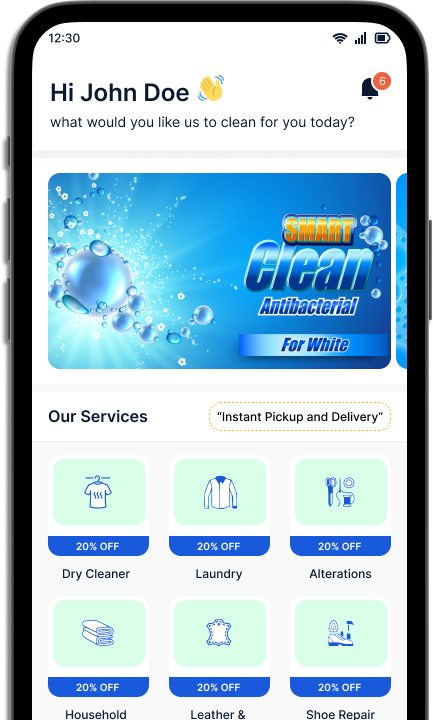 12:30
Hi John Doe
6
what would you like us to clean for you today?
SMART
Clean
Antibacterial
For White
Our Services
“Instant Pickup and Delivery“
20% OFF
20% OFF
20% OFF
Dry Cleaner
Laundry
Alterations
20% OFF
20% OFF
20% OFF
Household
Leather &
Shoe Repair